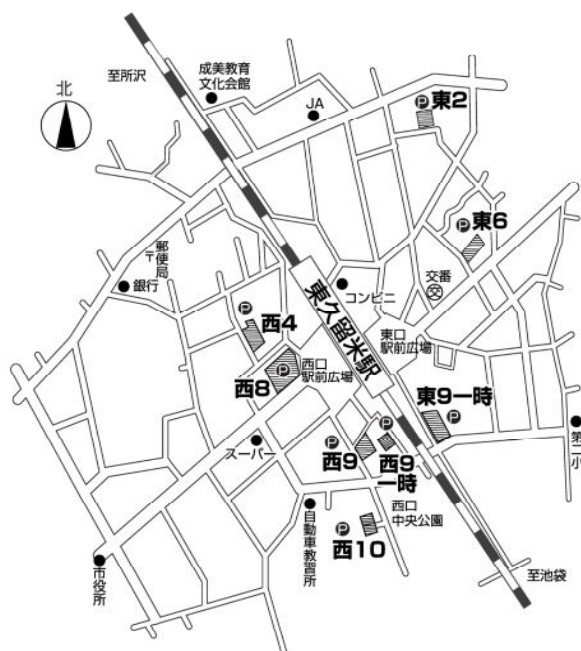 至所沢
成美教育
文化会館
JA
P
東2
北
P
東6
交番
交
郵便局
〒
銀行
コンビニ
P
西4
東久留米駅
東口
駅前広場
西口
駅前広場
P
西8
東9一時
P
スーパー
P
西9
P
西9
一時
第二小
西口
中央公園
自動車教習所
P
西10
市役所
至池袋